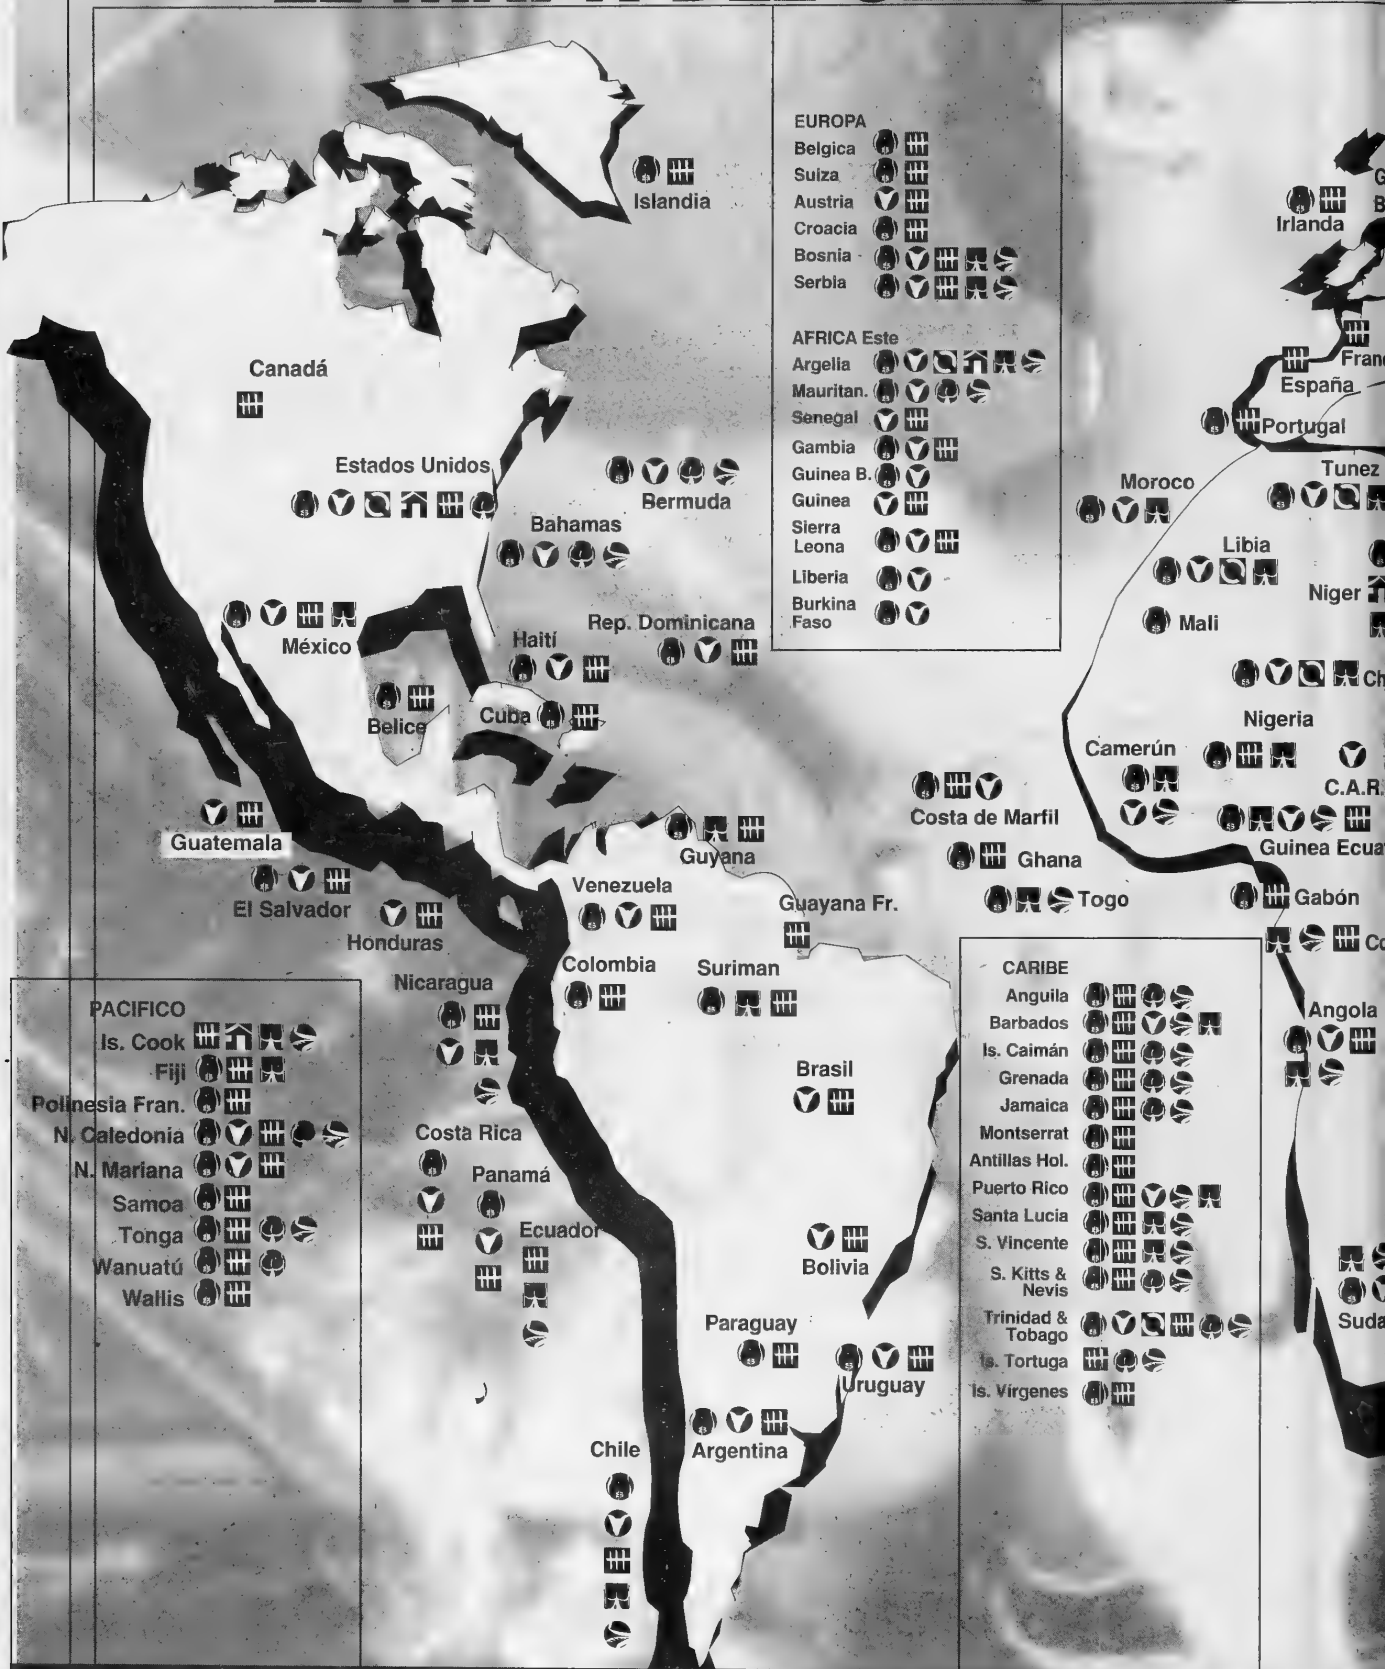 Islandia
EUROPA
Belgica
Suiza
Austria
Croacia
Bosnia
Serbia
AFRICA Este
Argelia
Mauritan.
Senegal
Gambia
Guinea B.
Guinea
Sierra
Leona
Liberia
Burkina
Faso
Irlanda
España
Portugal
Moroco
Tunez
Libia
Niger
Mali
Nigeria
Camerún
C.A.R.
Costa de Marfil
Ghana
Togo
Gabón
Angola
Canadá
Estados Unidos
Bermuda
Bahamas
México
Haití
Rep. Dominicana
Belice
Cuba
Guatemala
El Salvador
Honduras
Nicaragua
Costa Rica
Panamá
Ecuador
Guyana
Venezuela
Guayana Fr.
Colombia
Suriman
Brasil
Bolivia
Paraguay
Uruguay
Argentina
Chile
PACIFICO
Is. Cook
Fiji
Polinesia Fran.
N. Caledonia
N. Mariana
Samoa
Tonga
Wanuatú
Wallis
CARIBE
Anguila
Barbados
Is. Caimán
Grenada
Jamaica
Montserrat
Antillas Hol.
Puerto Rico
Santa Lucia
S. Vincente
S. Kitts &
Nevis
Trinidad &
Tobago
Is. Tortuga
Is. Vírgenes